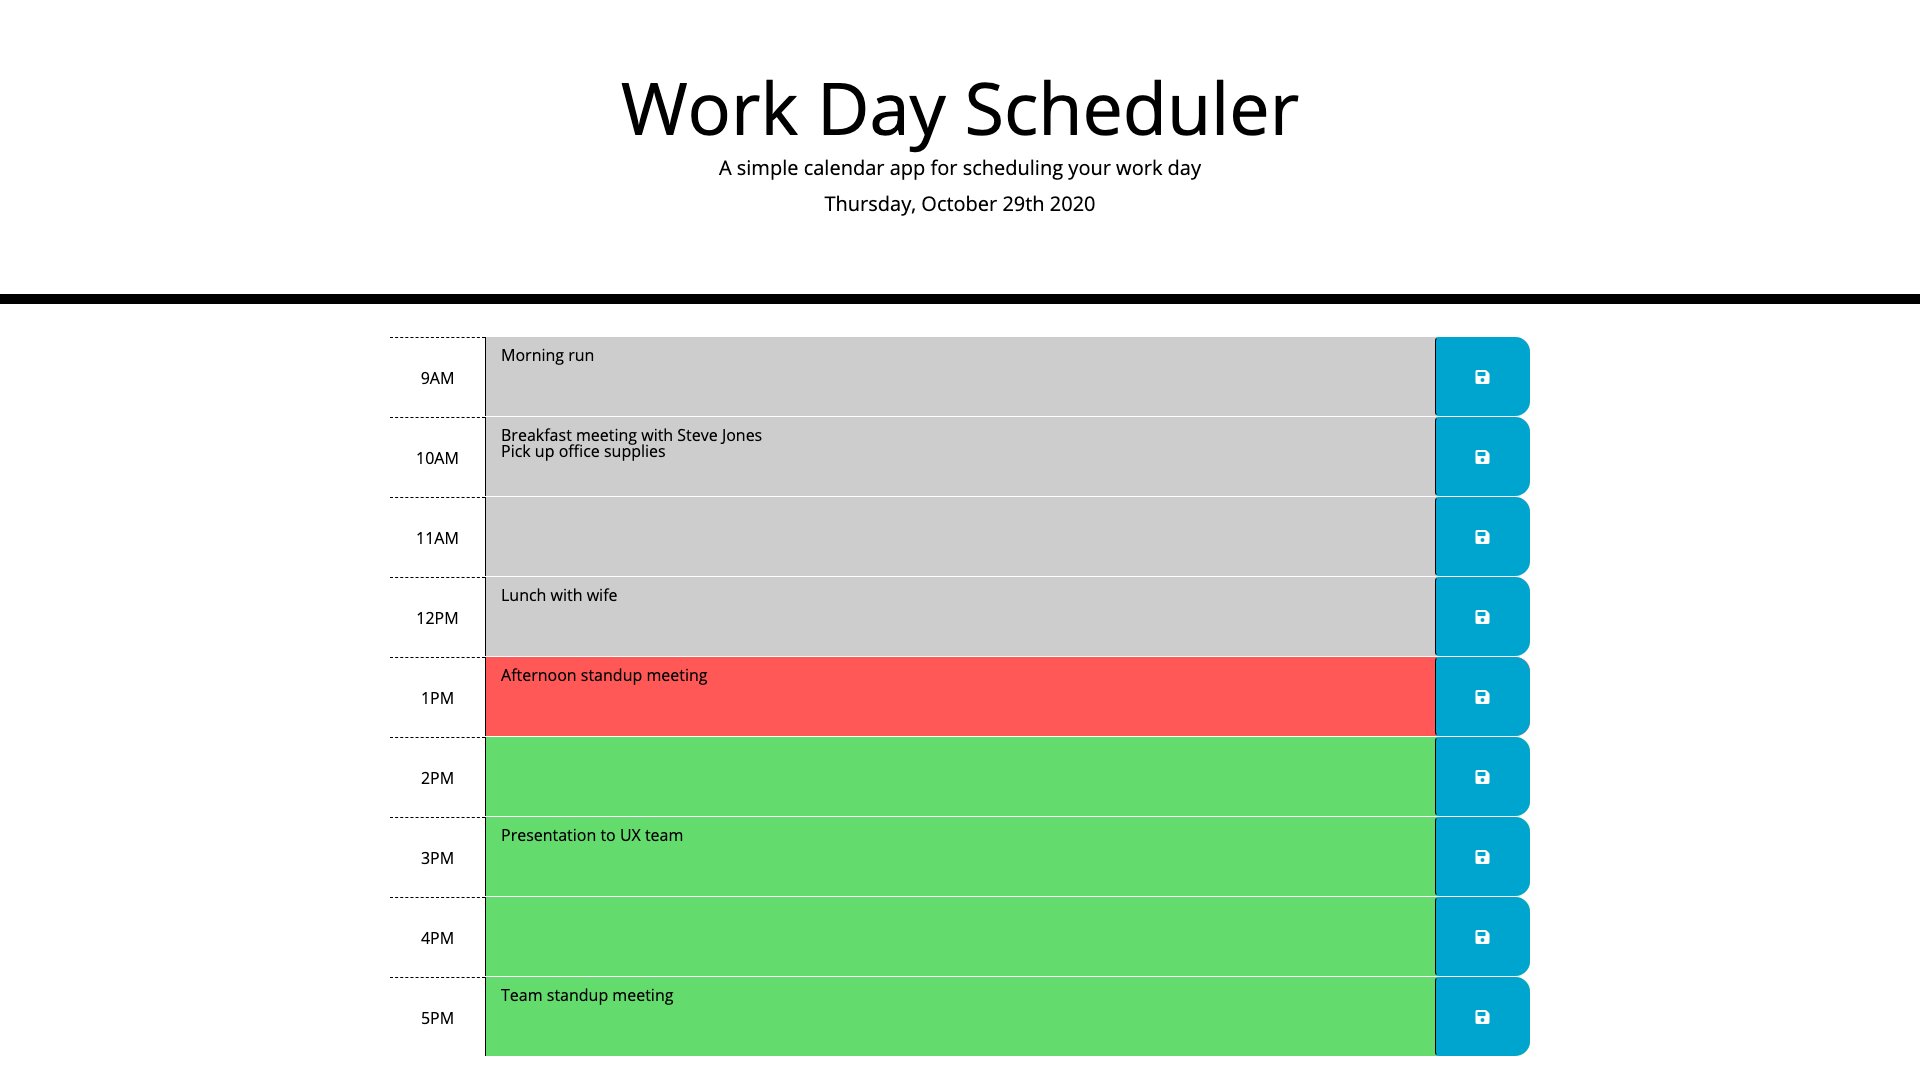 Work Day Scheduler
A simple calendar app for scheduling your work day
Thursday, October 29th 2020
9AM
Morning run
10AM
Breakfast meeting with Steve Jones
Pick up office supplies
11AM
12PM
Lunch with wife
1PM
Afternoon standup meeting
2PM
3PM
Presentation to UX team
4PM
5PM
Team standup meeting